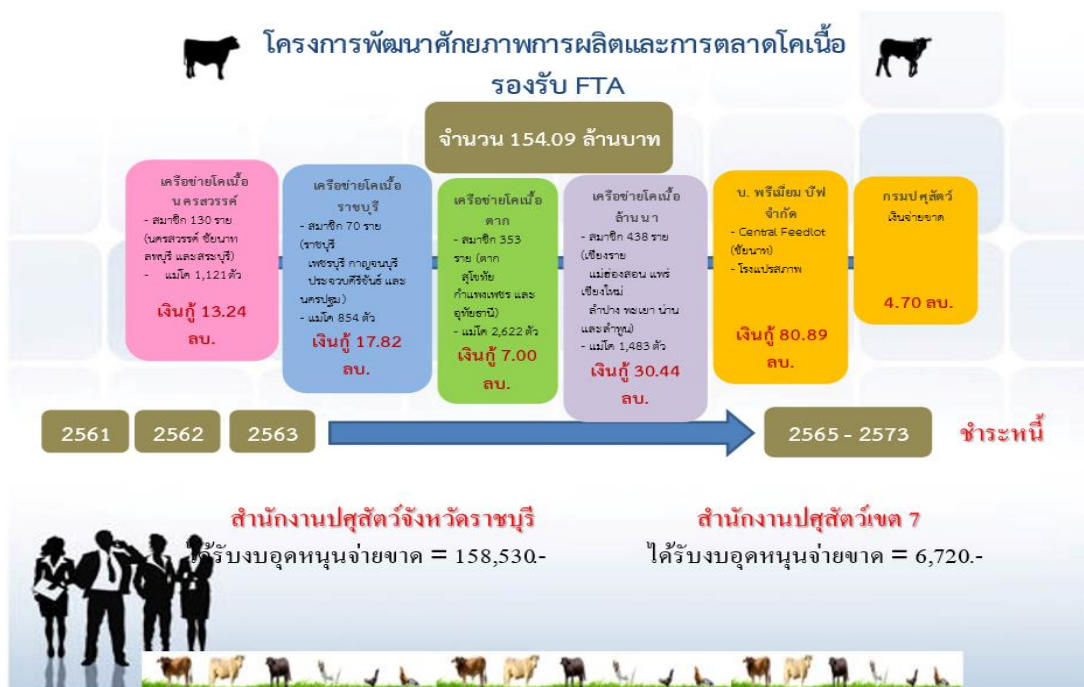 โครงการพัฒนาศักยภาพการผลิตและการตลาดโคเนื้อ
รองรับ FTA
จำนวน 154.09 ล้านบาท
เครือข่ายโคเนื้อ
นครสวรรค์
- สมาชิก 130 ราย
(นครสวรรค์ ชัยนาท
ลพบุรี และสระบุรี)
- แม่โค 1,121 ตัว
เงินกู้ 13.24
ลบ.
เครือข่ายโคเนื้อ
ราชบุรี
- สมาชิก 70 ราย
(ราชบุรี
เพชรบุรี กาญจนบุรี
ประจวบคีรีขันธ์ และ
นครปฐม)
- แม่โค 854 ตัว
เงินกู้ 17.82
ลบ.
เครือข่ายโคเนื้อ
ตาก
- สมาชิก 353
ราย (ตาก
สุโขทัย
กำแพงเพชร และ
อุทัยธานี)
- แม่โค 2,622 ตัว
เงินกู้ 7.00
ลบ.
เครือข่ายโคเนื้อ
ล้านนา
- สมาชิก 438 ราย
(เชียงราย
แม่ฮ่องสอน แพร่
เชียงใหม่
ลำปาง พะเยา น่าน
และลำพูน)
- แม่โค 1,483 ตัว
เงินกู้ 30.44
ลบ.
บ. พรีเมี่ยม บีฟ
จำกัด
- Central Feedlot
(ชัยนาท)
- โรงแปรสภาพ
เงินกู้ 80.89
ลบ.
กรมปศุสัตว์
เงินจ่ายขาด
4.70 ลบ.
2561
2562
2563
2565 - 2573
ชำระหนี้
สำนักงานปศุสัตว์จังหวัดราชบุรี
ได้รับงบอุดหนุนจ่ายขาด = 158,530.-
สำนักงานปศุสัตว์เขต 7
ได้รับงบอุดหนุนจ่ายขาด = 6,720.-